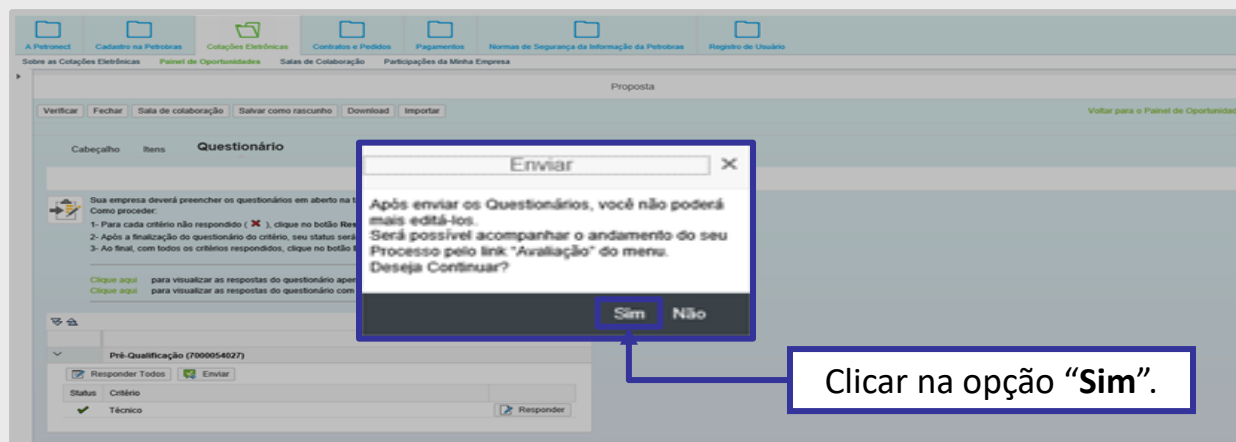 A Petronect
Cadastro na Petrobras
Cotações Eletrônicas
Contratos e Pedidos
Pagamentos
Normas de Segurança da Informação da Petrobras
Registro de Usuário
Sobre as Cotações Eletrônicas
Painel de Oportunidades
Salas de Colaboração
Participações da Minha Empresa
Proposta
Verificar
Fechar
Sala de colaboração
Salvar como rascunho
Download
Importar
Voltar para o Painel de Oportunidad
Cabeçalho
Itens
Questionário
Sua empresa deverá preencher os questionários em aberto na t
Como proceder:
1- Para cada critério não respondido ( ✖ ), clique no botão Res
2- Após a finalização do questionário do critério, seu status será
3- Ao final, com todos os critérios respondidos, clique no botão
Clique aqui para visualizar as respostas do questionário aper
Clique aqui para visualizar as respostas do questionário com
Enviar
Após enviar os Questionários, você não poderá
mais editá-los.
Será possível acompanhar o andamento do seu
Processo pelo link "Avaliação" do menu.
Deseja Continuar?
Sim
Não
Clicar na opção “Sim”.
Pré-Qualificação (7000054027)
Responder Todos
Enviar
Status
Critério
Técnico
Responder